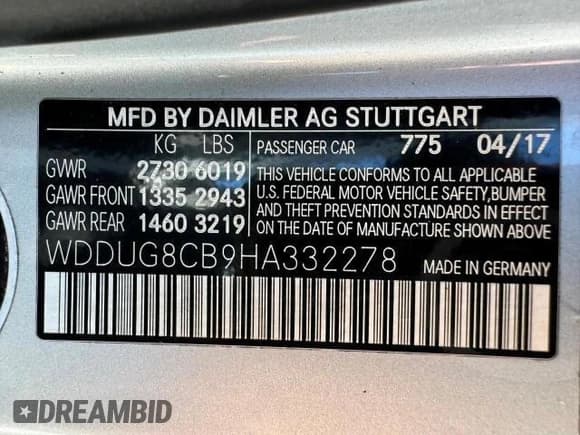 MFD BY DAIMLER AG STUTTGART
KG LBS
PASSENGER CAR 775 04/17
GVWR 2730 6019
GAWR FRONT 1335 2943
GAWR REAR 1460 3219
THIS VEHICLE CONFORMS TO ALL APPLICABLE
U.S. FEDERAL MOTOR VEHICLE SAFETY, BUMPER
AND THEFT PREVENTION STANDARDS IN EFFECT
ON THE DATE OF MANUFACTURE SHOWN ABOVE.
WDDUG8CB9HA332278 MADE IN GERMANY
DREAMBID